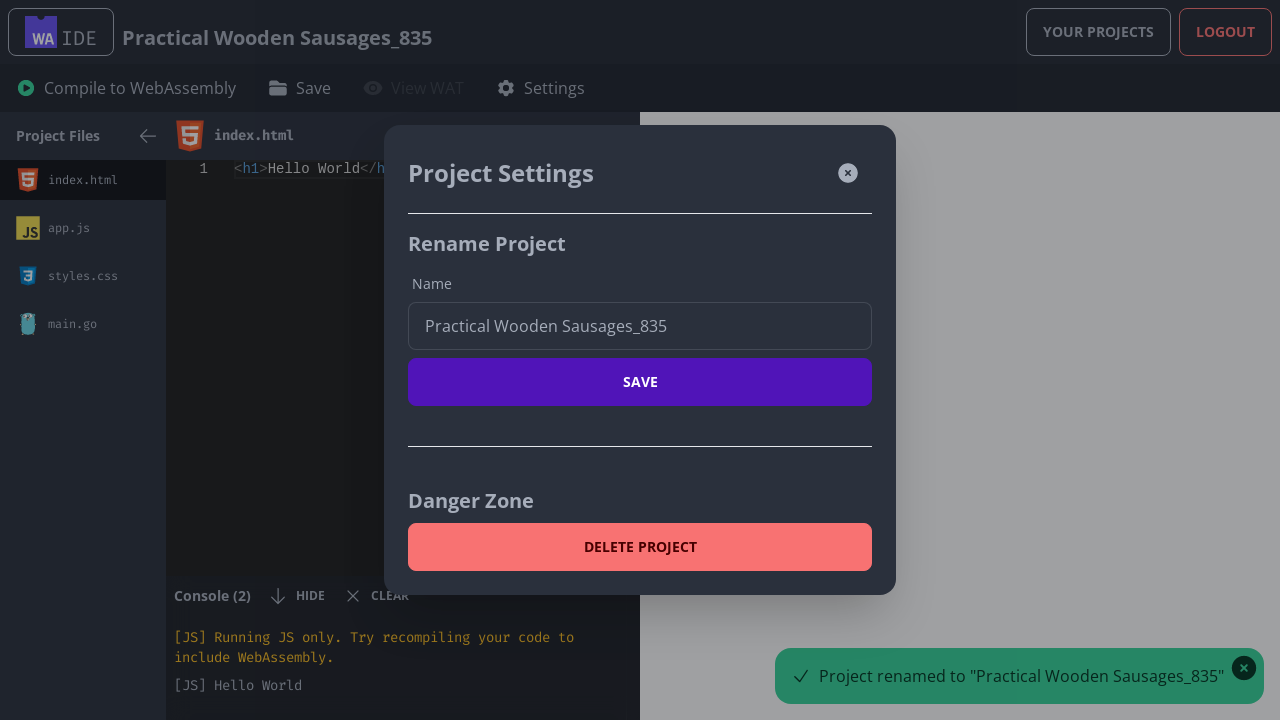 WA IDE
Practical Wooden Sausages_835
YOUR PROJECTS
LOGOUT
Compile to WebAssembly
Save
View WAT
Settings
Project Files
index.html
index.html
app.js
styles.css
main.go
1
<h1>Hello World</h
Project Settings
Rename Project
Name
Practical Wooden Sausages_835
SAVE
Danger Zone
DELETE PROJECT
Console (2)
HIDE
CLEAR
[JS] Running JS only. Try recompiling your code to
include WebAssembly.
[JS] Hello World
Project renamed to "Practical Wooden Sausages_835"